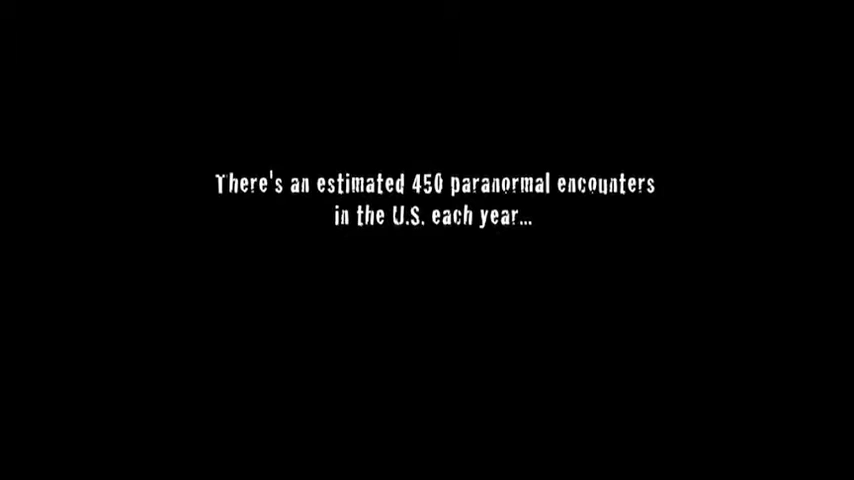 There's an estimated 450 paranormal encounters
in the U.S. each year...